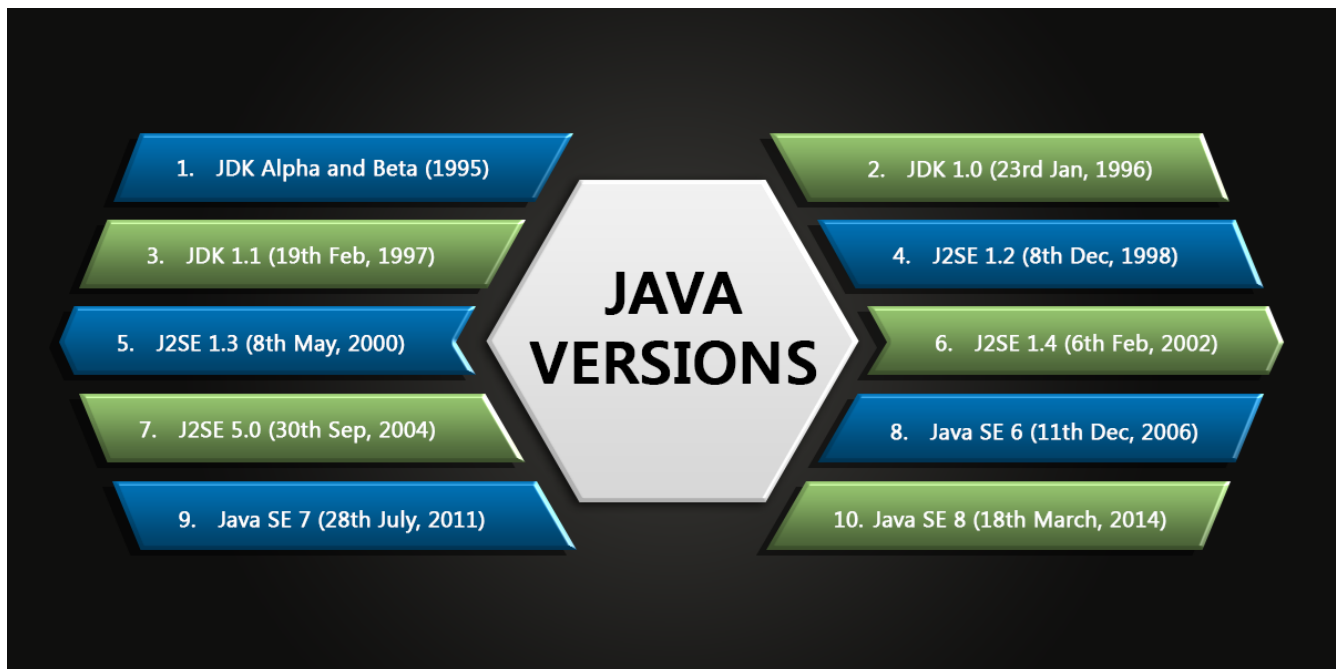 JAVA
VERSIONS
1. JDK Alpha and Beta (1995)
2. JDK 1.0 (23rd Jan, 1996)
3. JDK 1.1 (19th Feb, 1997)
4. J2SE 1.2 (8th Dec, 1998)
5. J2SE 1.3 (8th May, 2000)
6. J2SE 1.4 (6th Feb, 2002)
7. J2SE 5.0 (30th Sep, 2004)
8. Java SE 6 (11th Dec, 2006)
9. Java SE 7 (28th July, 2011)
10. Java SE 8 (18th March, 2014)